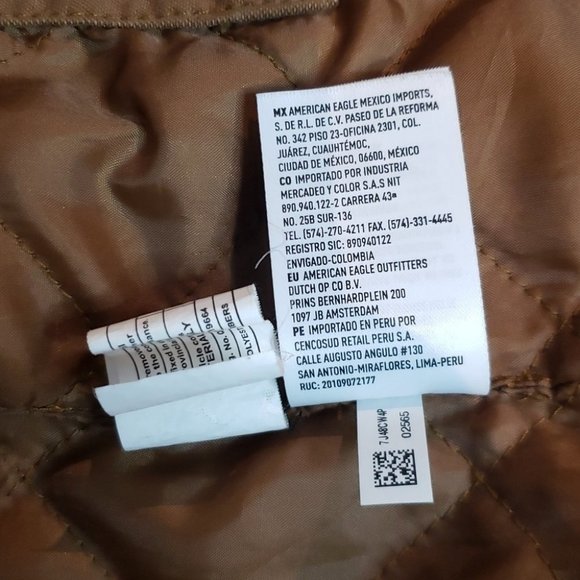 MX AMERICAN EAGLE MEXICO IMPORTS,
S. DE R.L. DE C.V. PASEO DE LA REFORMA
NO. 342 PISO 23-OFICINA 2301, COL.
JUÁREZ, CUAUHTÉMOC,
CIUDAD DE MÉXICO, 06600, MÉXICO
CO IMPORTADO POR INDUSTRIA
MERCADEO Y COLOR S.A.S NIT
890.940.122-2 CARRERA 43ª
NO. 25B SUR-136
TEL. (574)-270-4211 FAX. (574)-331-4445
REGISTRO SIC: 890940122
ENVIGADO-COLOMBIA
EU AMERICAN EAGLE OUTFITTERS
DUTCH OP CO B.V.
PRINS BERNHARDPLEIN 200
1097 JB AMSTERDAM
PE IMPORTADO EN PERU POR
CENCOSUD RETAIL PERU S.A.
CALLE AUGUSTO ANGULO #130
SAN ANTONIO-MIRAFLORES, LIMA-PERU
RUC: 20109072177
7J40CW4P
02565